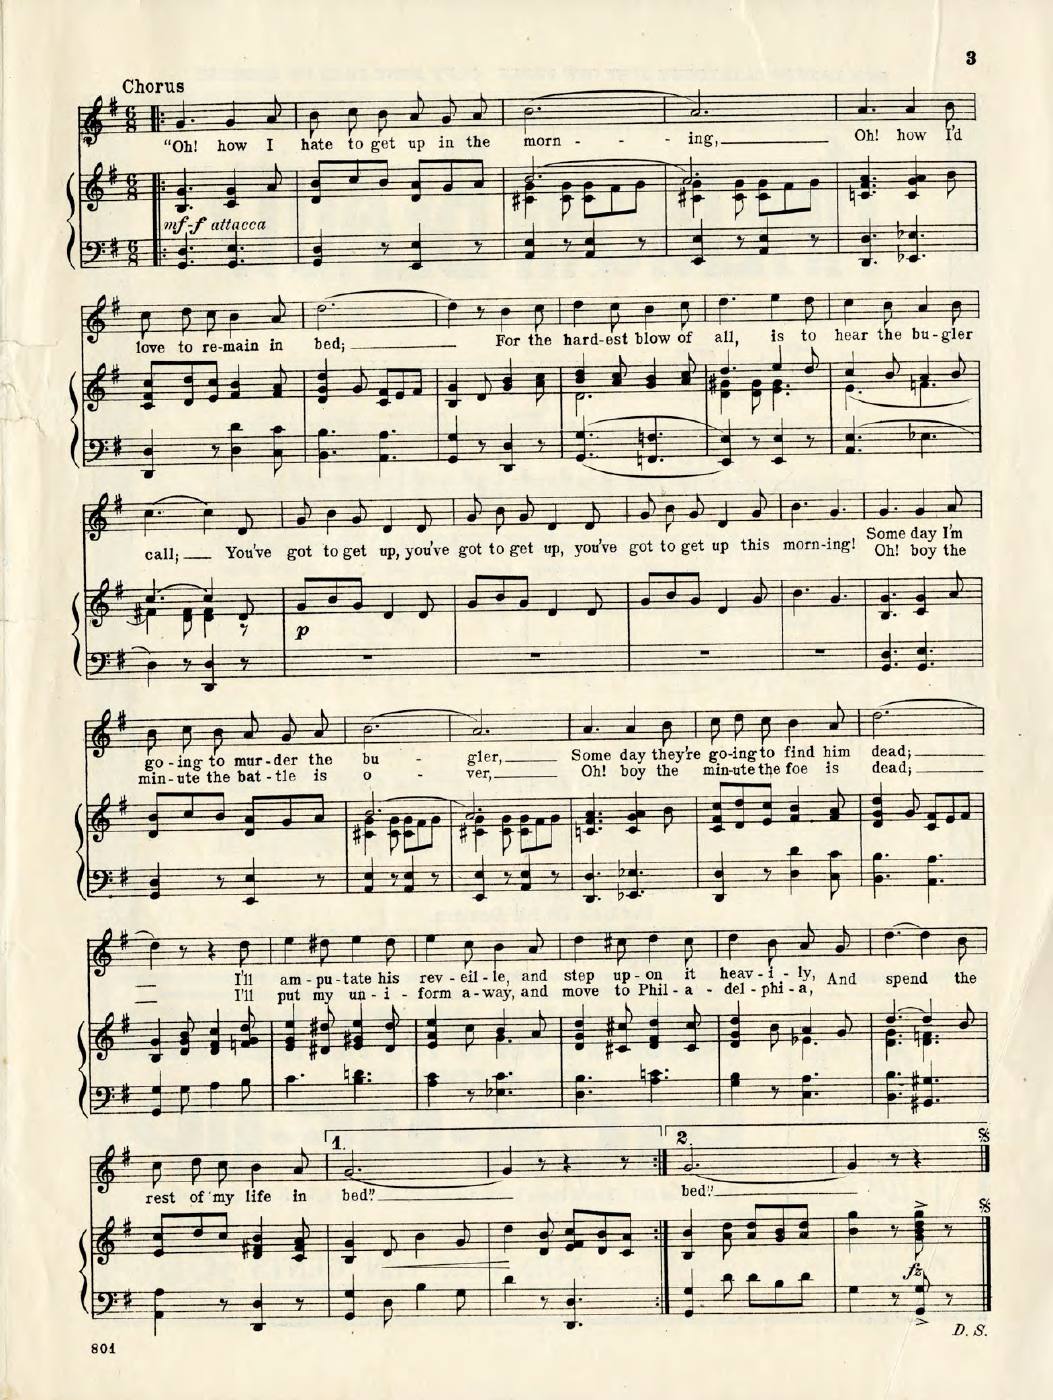 3
Chorus
"Oh! how I hate to get up in the morn - - - ing, Oh! how I'd
mf-f attacca
love to re-main in bed; For the hard-est blow of all, is to hear the bu-gler
call; You've got to get up, you've got to get up, you've got to get up this morn-ing! Some day I'm
Oh! boy the
p
go-ing to mur-der the bu - gler, Some day they're go-ing to find him dead;
min-ute the bat-tle is o - ver, Oh! boy the min-ute the foe is dead;
I'll am-pu-tate his rev-eil-le, and step up-on it heav-i-ly, And spend the
I'll put my un-i-form a-way, and move to Phil-a-del-phi-a,
1.
2.
rest of my life in bed." bed."
fz
D. S.
801